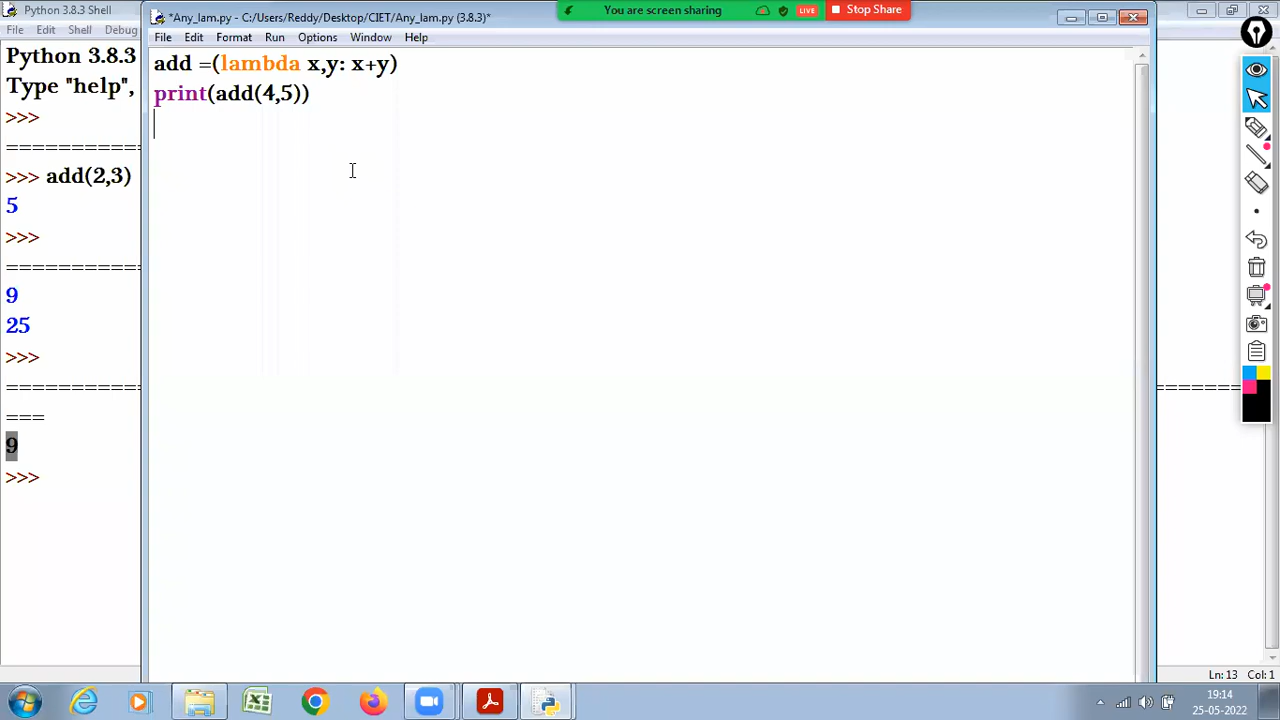 Python 3.8.3 Shell
*Any_lam.py - C:/Users/Reddy/Desktop/CIIET/Any_lam.py (3.8.3)*
You are screen sharing
LIVE
Stop Share
File Edit Shell Debug
File Edit Format Run Options Window Help
Python 3.8.3
Type "help",
>>>
===========
>>> add(2,3)
5
>>>
===========
9
25
>>>
===========
===
9
>>>
add =(lambda x,y: x+y)
print(add(4,5))
Ln: 13 Col: 1
19:14
25-05-2022